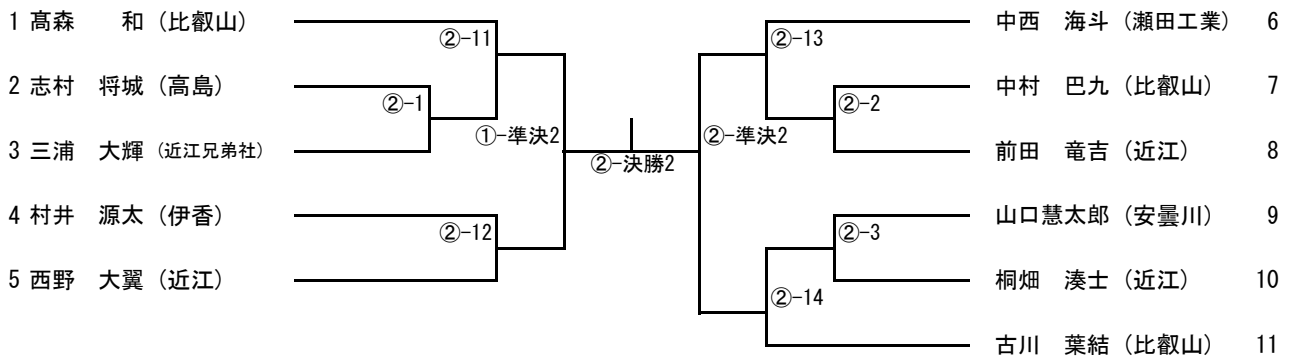 1 髙森　　和（比叡山）
②-11
2 志村　将城（高島）
②-1
3 三浦　大輝（近江兄弟社）
①-準決2
4 村井　源太（伊香）
②-12
5 西野　大翼（近江）
②-決勝2
中西　海斗（瀬田工業）　6
②-13
中村　巴九（比叡山）　7
②-2
前田　竜吉（近江）　8
②-準決2
山口慧太郎（安曇川）　9
②-3
桐畑　湊士（近江）　10
②-14
古川　葉結（比叡山）　11